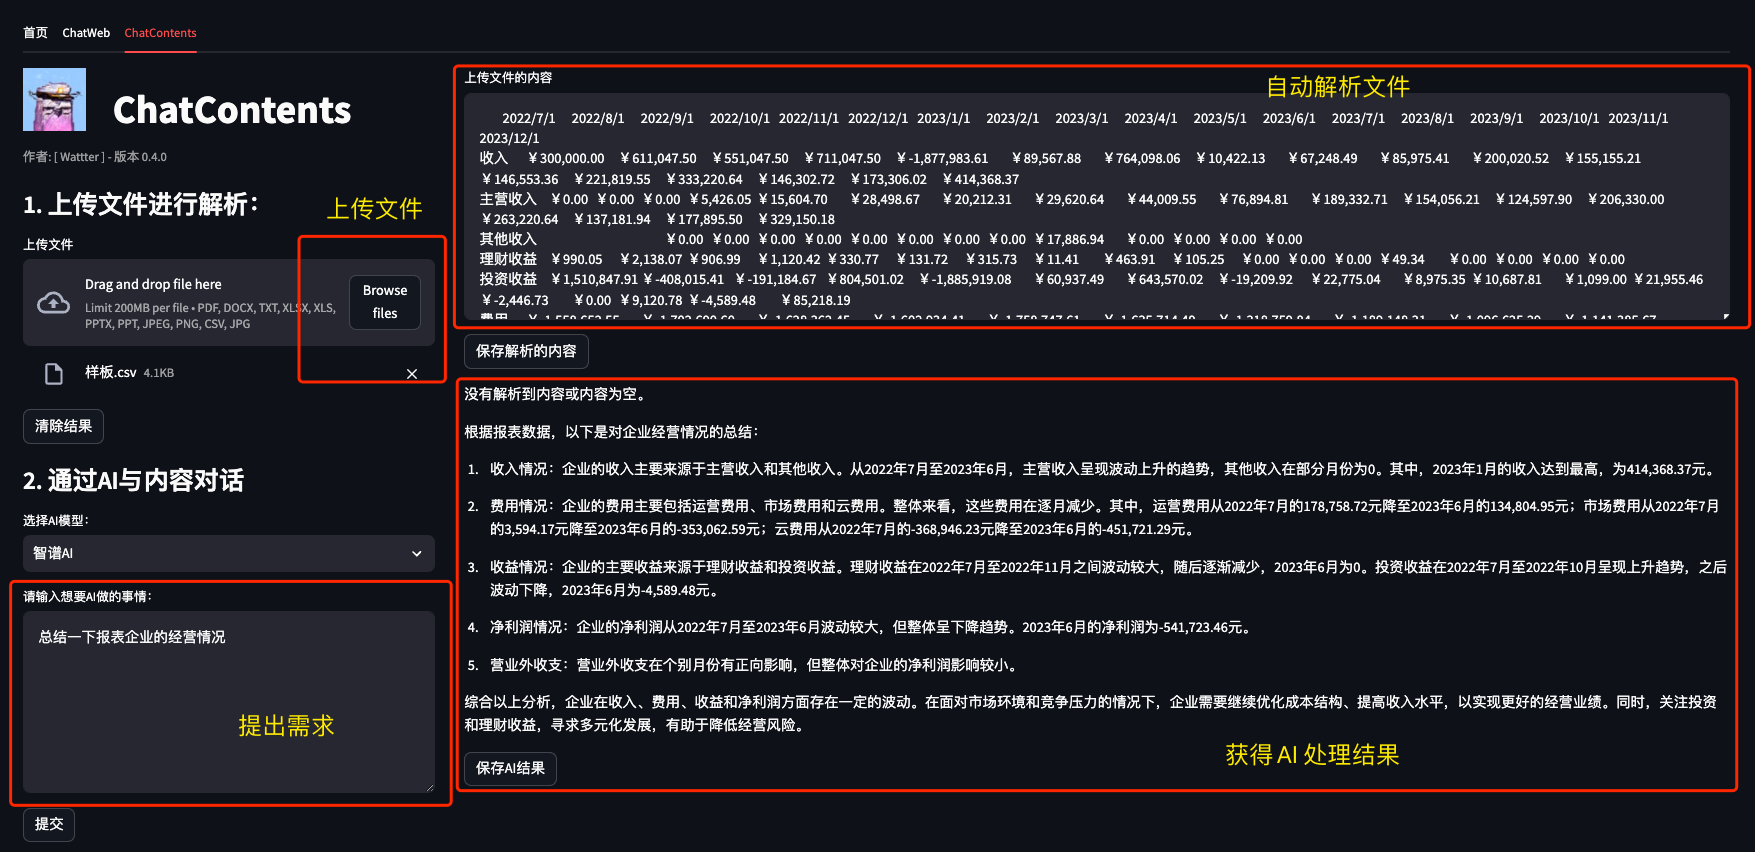 首页 ChatWeb ChatContents
ChatContents
作者: [ Wattter ] - 版本 0.4.0
1. 上传文件进行解析：
上传文件
上传文件
Drag and drop file here
Limit 200MB per file • PDF, DOCX, TXT, XLSX, XLS,
PPTX, PPT, JPEG, PNG, CSV, JPG
Browse
files
样板.csv 4.1KB
清除结果
2. 通过AI与内容对话
选择AI模型：
智谱AI
请输入想要AI做的事情：
总结一下报表企业的经营情况
提出需求
提交
上传文件的内容
自动解析文件
2022/7/1 2022/8/1 2022/9/1 2022/10/1 2022/11/1 2022/12/1 2023/1/1 2023/2/1 2023/3/1 2023/4/1 2023/5/1 2023/6/1 2023/7/1 2023/8/1 2023/9/1 2023/10/1 2023/11/1
2023/12/1
收入 ￥300,000.00 ￥611,047.50 ￥551,047.50 ￥711,047.50 ￥-1,877,983.61 ￥89,567.88 ￥764,098.06 ￥10,422.13 ￥67,248.49 ￥85,975.41 ￥200,020.52 ￥155,155.21
￥146,553.36 ￥221,819.55 ￥333,220.64 ￥146,302.72 ￥173,306.02 ￥414,368.37
主营收入 ￥0.00 ￥0.00 ￥0.00 ￥5,426.05 ￥15,604.70 ￥28,498.67 ￥20,212.31 ￥29,620.64 ￥44,009.55 ￥76,894.81 ￥189,332.71 ￥154,056.21 ￥124,597.90 ￥206,330.00
￥263,220.64 ￥137,181.94 ￥177,895.50 ￥329,150.18
其他收入 ￥0.00 ￥0.00 ￥0.00 ￥0.00 ￥0.00 ￥0.00 ￥0.00 ￥0.00 ￥17,886.94 ￥0.00 ￥0.00 ￥0.00 ￥0.00
理财收益 ￥990.05 ￥2,138.07 ￥906.99 ￥1,120.42 ￥330.77 ￥131.72 ￥315.73 ￥11.41 ￥463.91 ￥105.25 ￥0.00 ￥0.00 ￥0.00 ￥49.34 ￥0.00 ￥0.00 ￥0.00 ￥0.00
投资收益 ￥1,510,847.91 ￥-408,015.41 ￥-191,184.67 ￥804,501.02 ￥-1,885,919.08 ￥60,937.49 ￥643,570.02 ￥-19,209.92 ￥22,775.04 ￥8,975.35 ￥10,687.81 ￥1,099.00 ￥21,955.46
￥-2,446.73 ￥0.00 ￥9,120.78 ￥-4,589.48 ￥85,218.19
保存解析的内容
没有解析到内容或内容为空。
根据报表数据，以下是对企业经营情况的总结：
1. 收入情况：企业的收入主要来源于主营收入和其他收入。从2022年7月至2023年6月，主营收入呈现波动上升的趋势，其他收入在部分月份为0。其中，2023年1月的收入达到最高，为414,368.37元。
2. 费用情况：企业的费用主要包括运营费用、市场费用和云费用。整体来看，这些费用在逐月减少。其中，运营费用从2022年7月的178,758.72元降至2023年6月的134,804.95元；市场费用从2022年7月
的3,594.17元降至2023年6月的-353,062.59元；云费用从2022年7月的-368,946.23元降至2023年6月的-451,721.29元。
3. 收益情况：企业的主要收益来源于理财收益和投资收益。理财收益在2022年7月至2022年11月之间波动较大，随后逐渐减少，2023年6月为0。投资收益在2022年7月至2022年10月呈现上升趋势，之后
波动下降，2023年6月为-4,589.48元。
4. 净利润情况：企业的净利润从2022年7月至2023年6月波动较大，但整体呈下降趋势。2023年6月的净利润为-541,723.46元。
5. 营业外收支：营业外收支在个别月份有正向影响，但整体对企业的净利润影响较小。
综合以上分析，企业在收入、费用、收益和净利润方面存在一定的波动。在面对市场环境和竞争压力的情况下，企业需要继续优化成本结构、提高收入水平，以实现更好的经营业绩。同时，关注投资
和理财收益，寻求多元化发展，有助于降低经营风险。
获得 AI 处理结果
保存AI结果